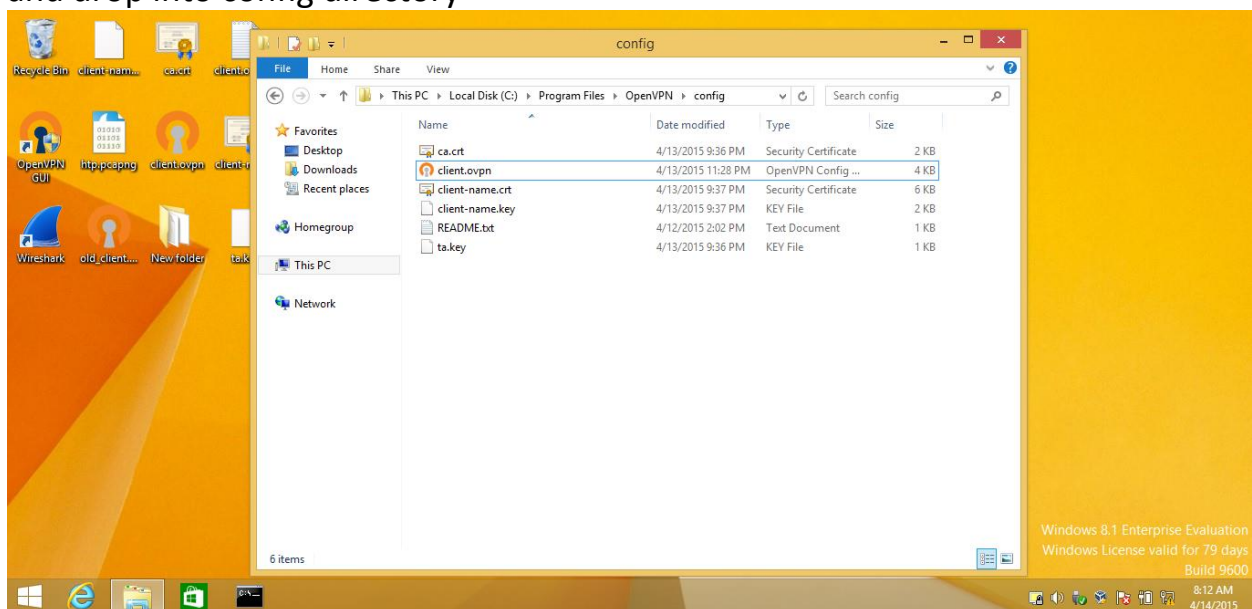 and drop into config directory
config
File Home Share View
This PC Local Disk (C:) Program Files OpenVPN config
Search config
Name Date modified Type Size
Favorites
Desktop
Downloads
Recent places
Homegroup
This PC
Network
ca.crt 4/13/2015 9:36 PM Security Certificate 2 KB
client.ovpn 4/13/2015 11:28 PM OpenVPN Config ... 4 KB
client-name.crt 4/13/2015 9:37 PM Security Certificate 6 KB
client-name.key 4/13/2015 9:37 PM KEY File 2 KB
README.txt 4/12/2015 2:02 PM Text Document 1 KB
ta.key 4/13/2015 9:36 PM KEY File 1 KB
6 items
Recycle Bin client-nam... ca.crt client.o
OpenVPN GUI http.pcapng client.ovpn client-n
Wireshark old_client.... New folder ta.k
Windows 8.1 Enterprise Evaluation
Windows License valid for 79 days
Build 9600
8:12 AM
4/14/2015